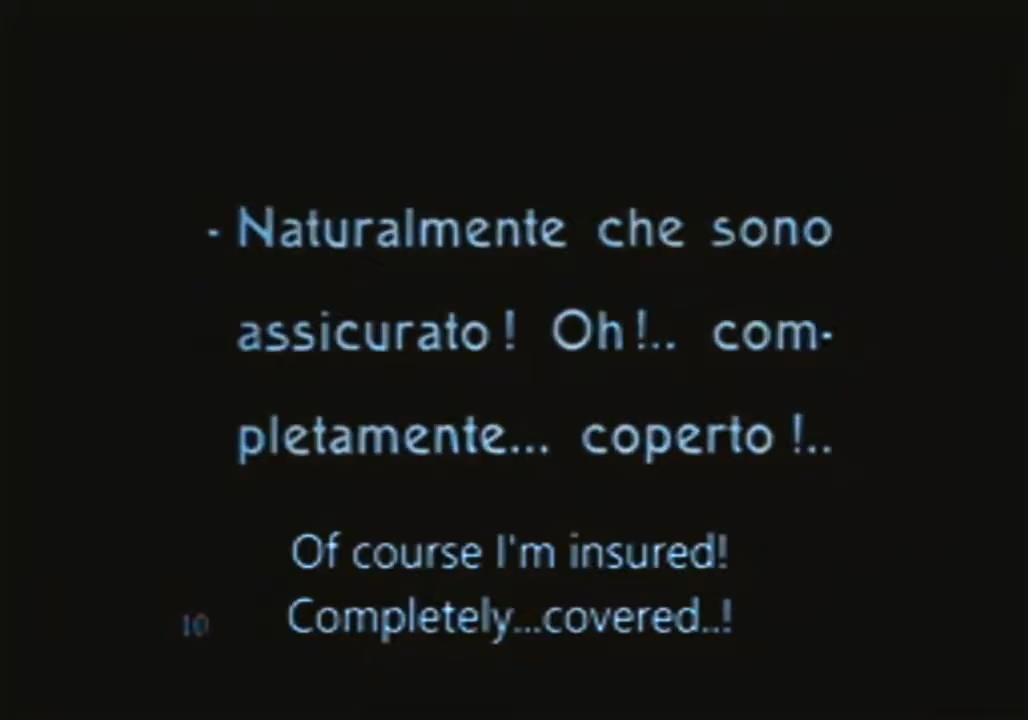 - Naturalmente che sono
assicurato! Oh!.. com-
pletamente... coperto!..
Of course I'm insured!
10 Completely...covered..!